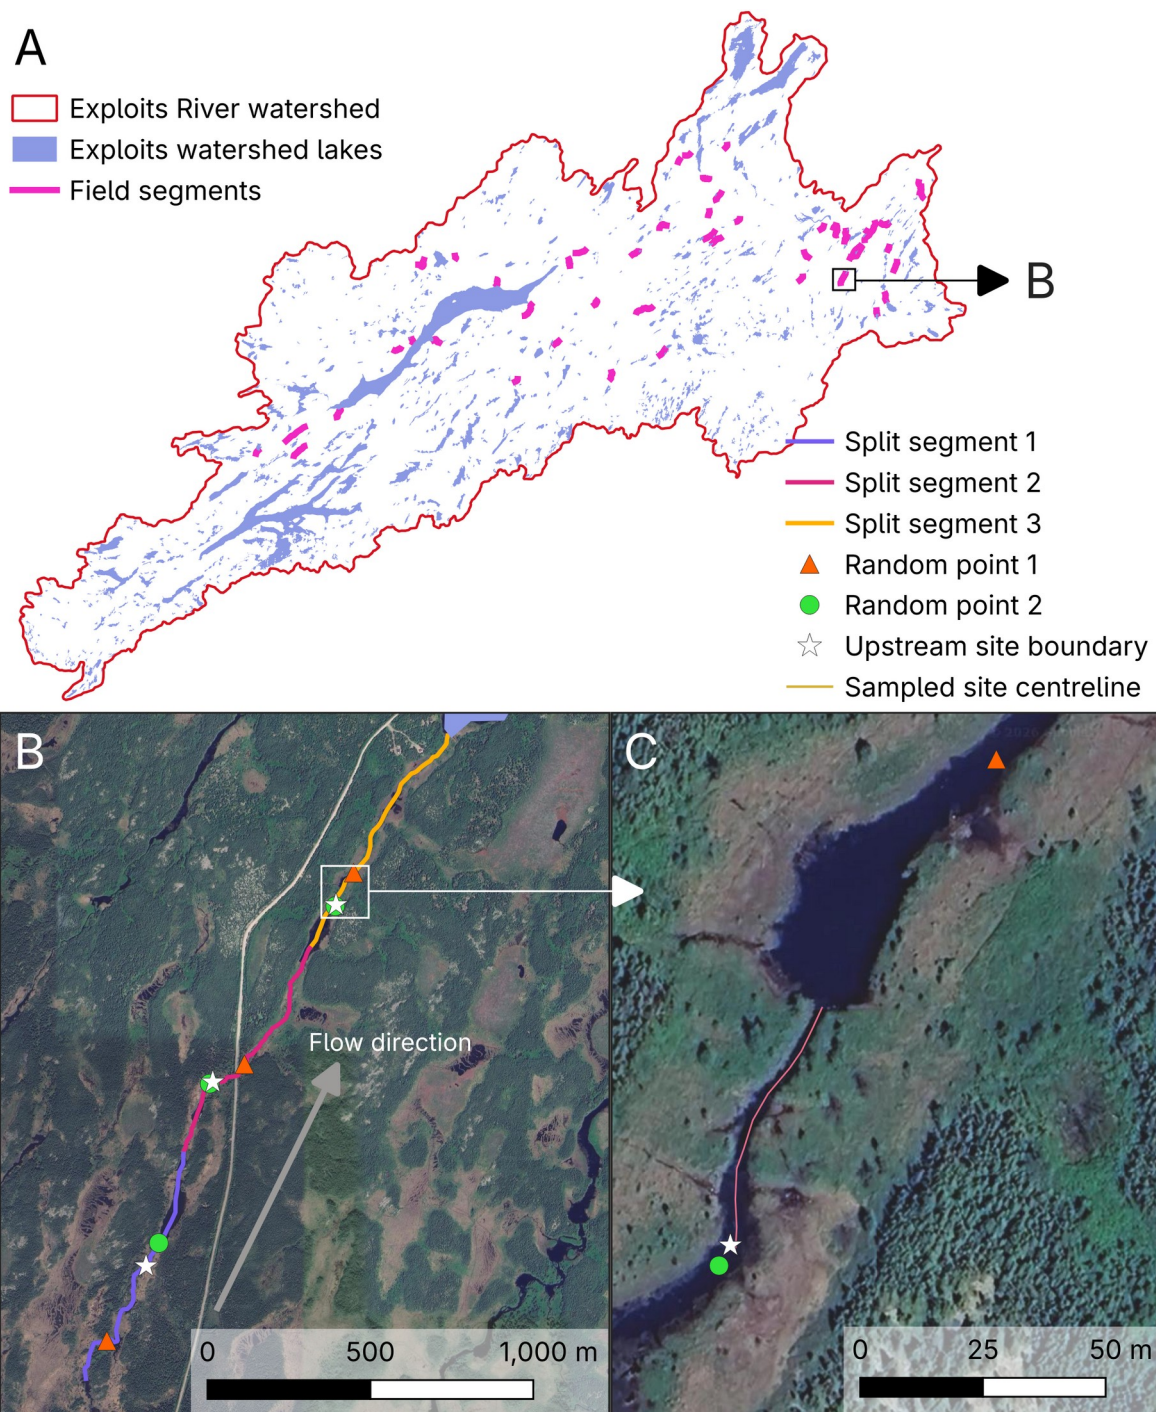 A
Exploits River watershed
Exploits watershed lakes
Field segments
B
Split segment 1
Split segment 2
Split segment 3
Random point 1
Random point 2
Upstream site boundary
Sampled site centreline
B
Flow direction
0 500 1,000 m
C
0 25 50 m